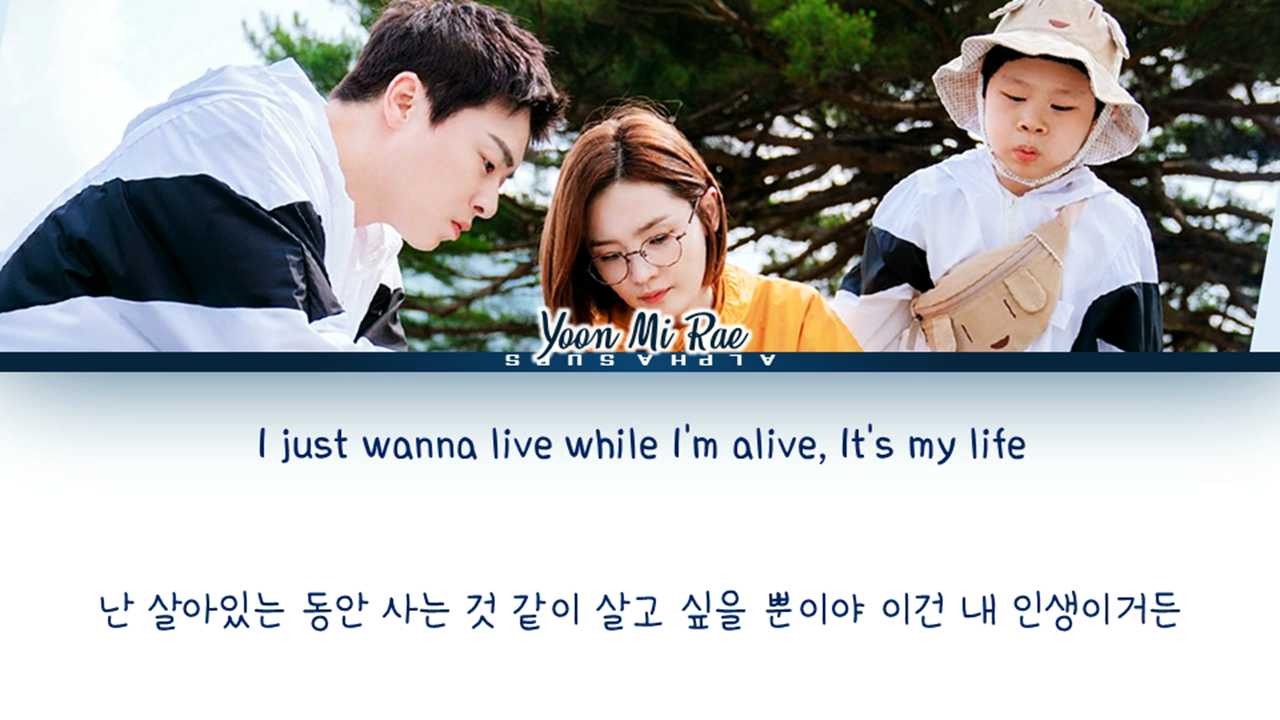 Yoon Mi Rae
ALPHA SUBS
I just wanna live while I'm alive, It's my life
난 살아있는 동안 사는 것 같이 살고 싶을 뿐이야 이건 내 인생이거든